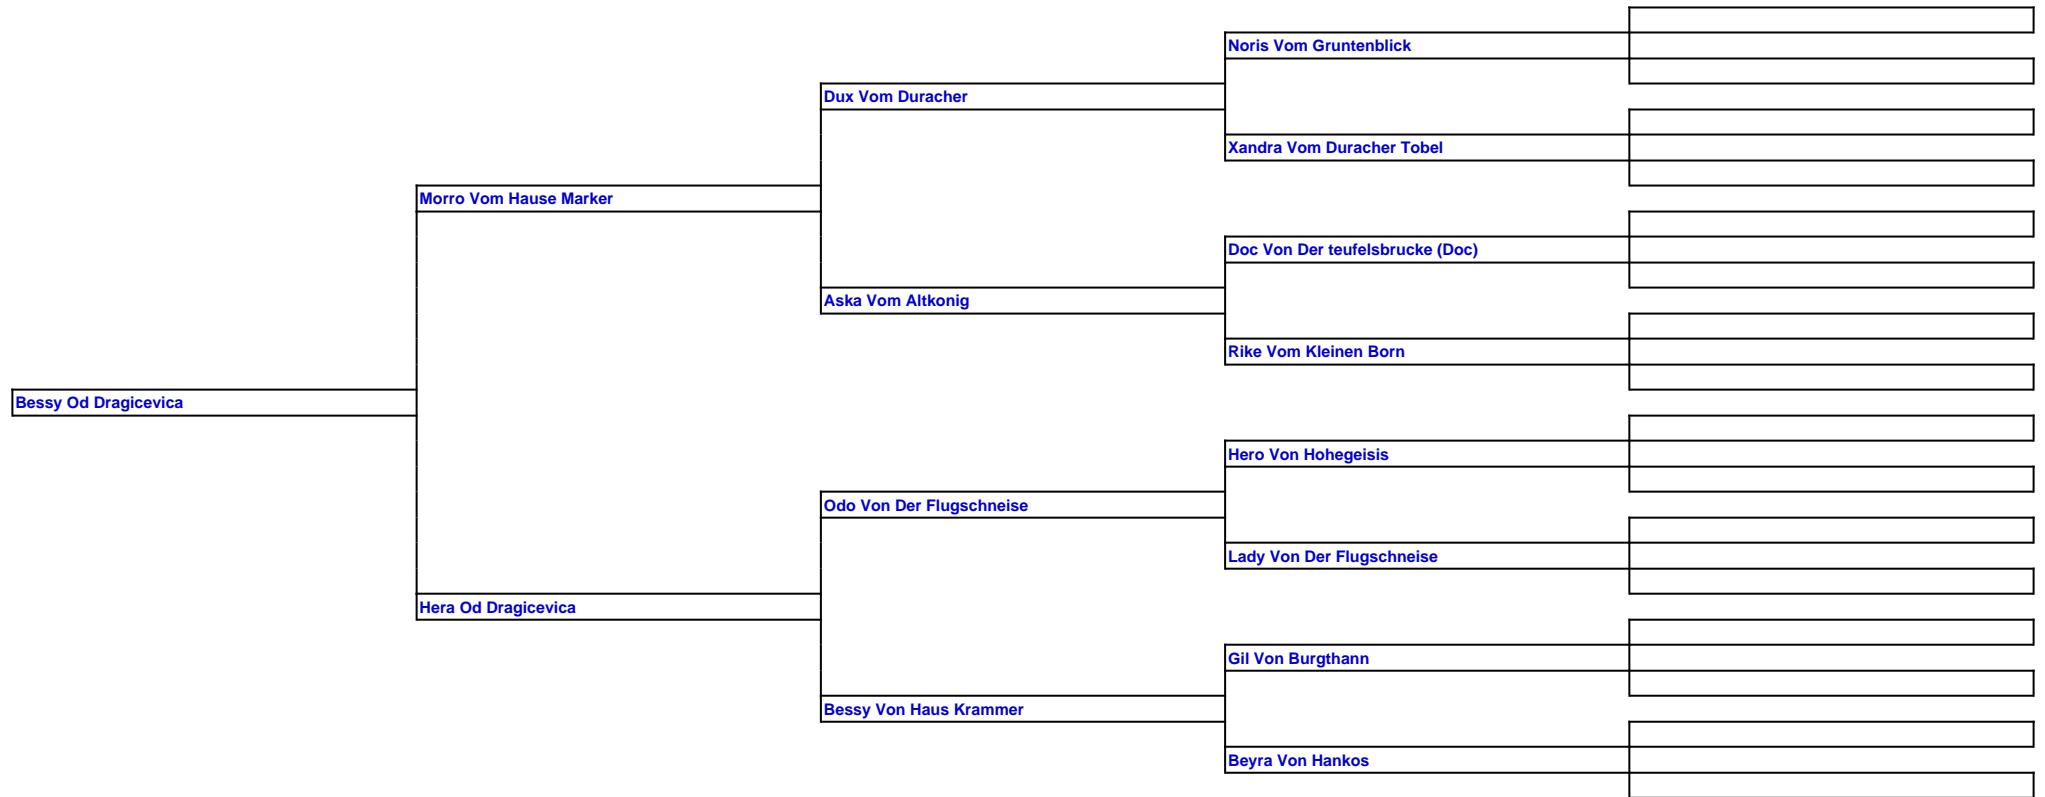 Noris Vom Gruntenblick
Dux Vom Duracher
Xandra Vom Duracher Tobel
Morro Vom Hause Marker
Doc Von Der teufelsbrucke (Doc)
Aska Vom Altkonig
Rike Vom Kleinen Born
Bessy Od Dragicevica
Hero Von Hohegeisis
Odo Von Der Flugschneise
Lady Von Der Flugschneise
Hera Od Dragicevica
Gil Von Burgthann
Bessy Von Haus Krammer
Beyra Von Hankos